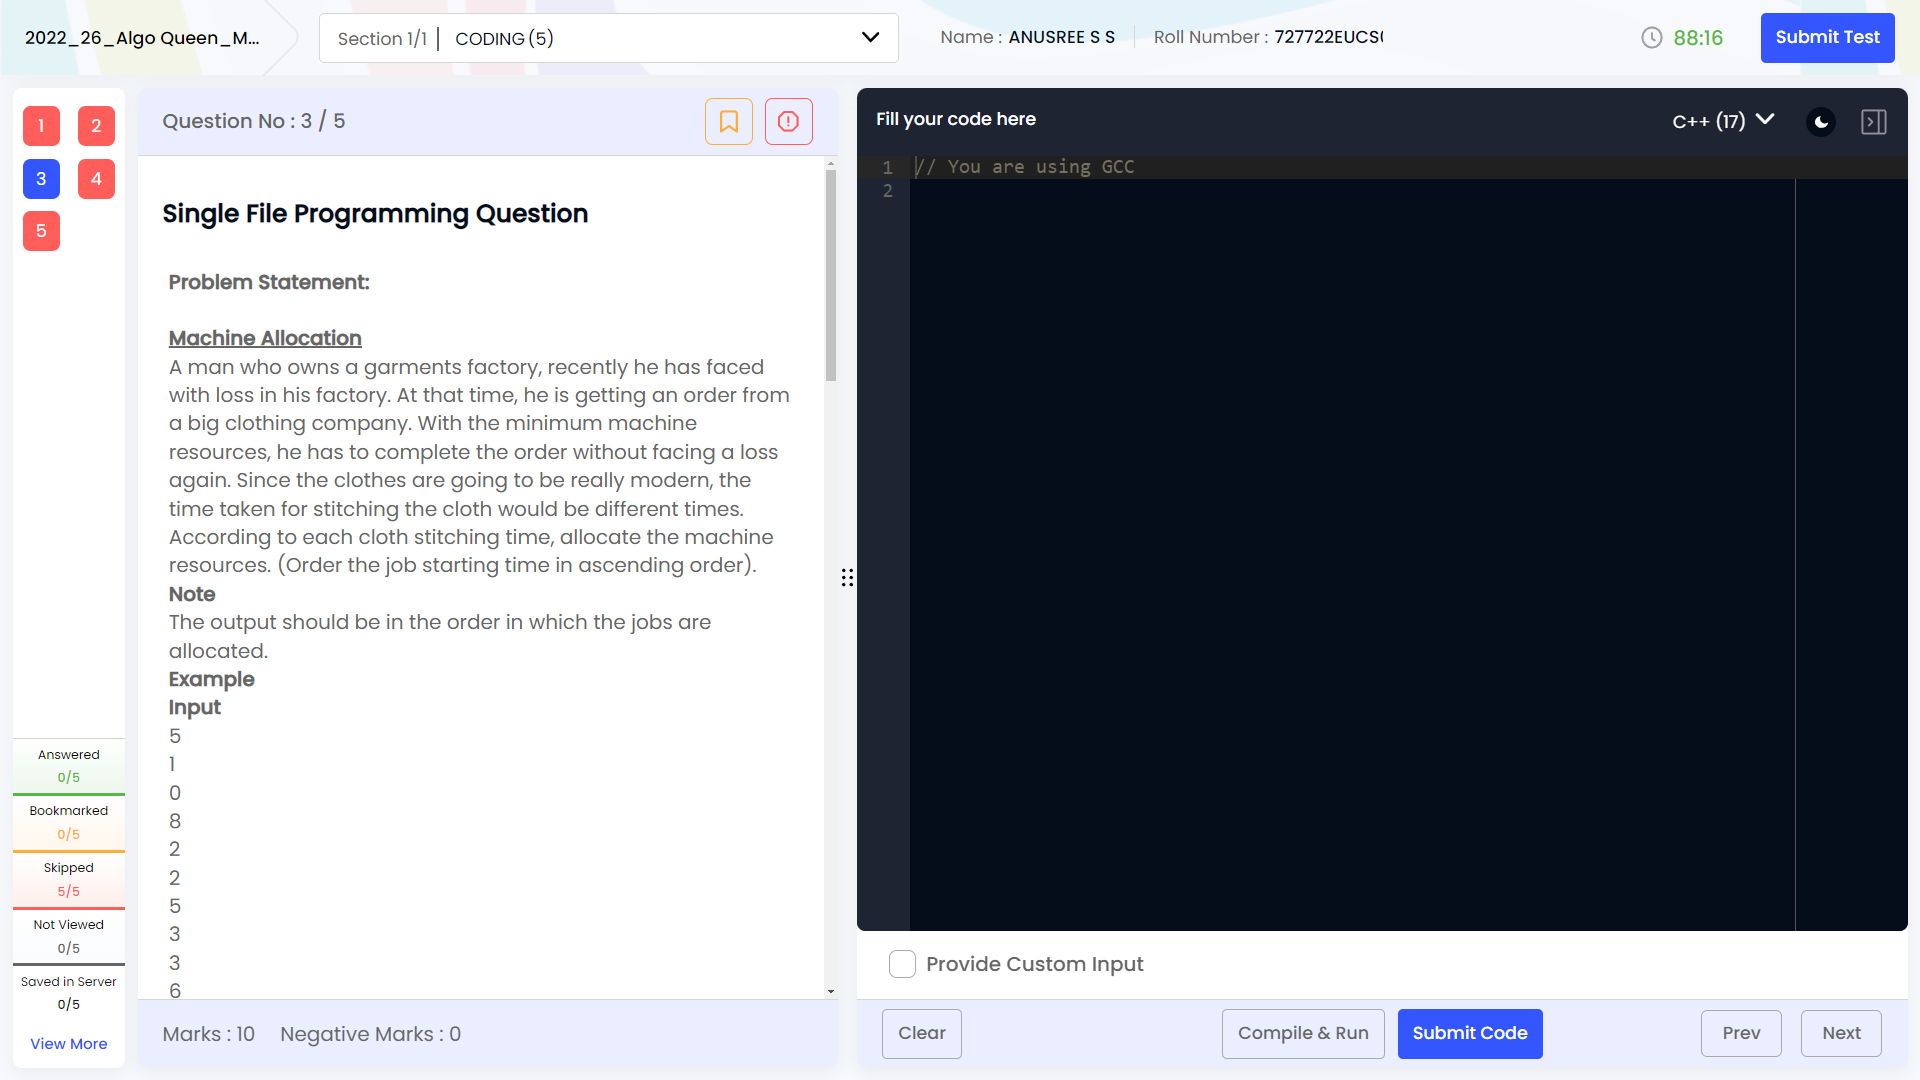 2022_26_Algo Queen_M...
Section 1/1 | CODING (5)
Name : ANUSREE S S
Roll Number : 727722EUCS
88:16
Submit Test
1 2
3 4
5
Question No : 3 / 5
Single File Programming Question
Problem Statement:
Machine Allocation
A man who owns a garments factory, recently he has faced
with loss in his factory. At that time, he is getting an order from
a big clothing company. With the minimum machine
resources, he has to complete the order without facing a loss
again. Since the clothes are going to be really modern, the
time taken for stitching the cloth would be different times.
According to each cloth stitching time, allocate the machine
resources. (Order the job starting time in ascending order).
Note
The output should be in the order in which the jobs are
allocated.
Example
Input
5
1
0
8
2
2
5
3
3
6
Marks : 10 Negative Marks : 0
Answered
0/5
Bookmarked
0/5
Skipped
5/5
Not Viewed
0/5
Saved in Server
0/5
View More
Fill your code here
C++ (17)
1 // You are using GCC
2
Provide Custom Input
Clear
Compile & Run
Submit Code
Prev
Next